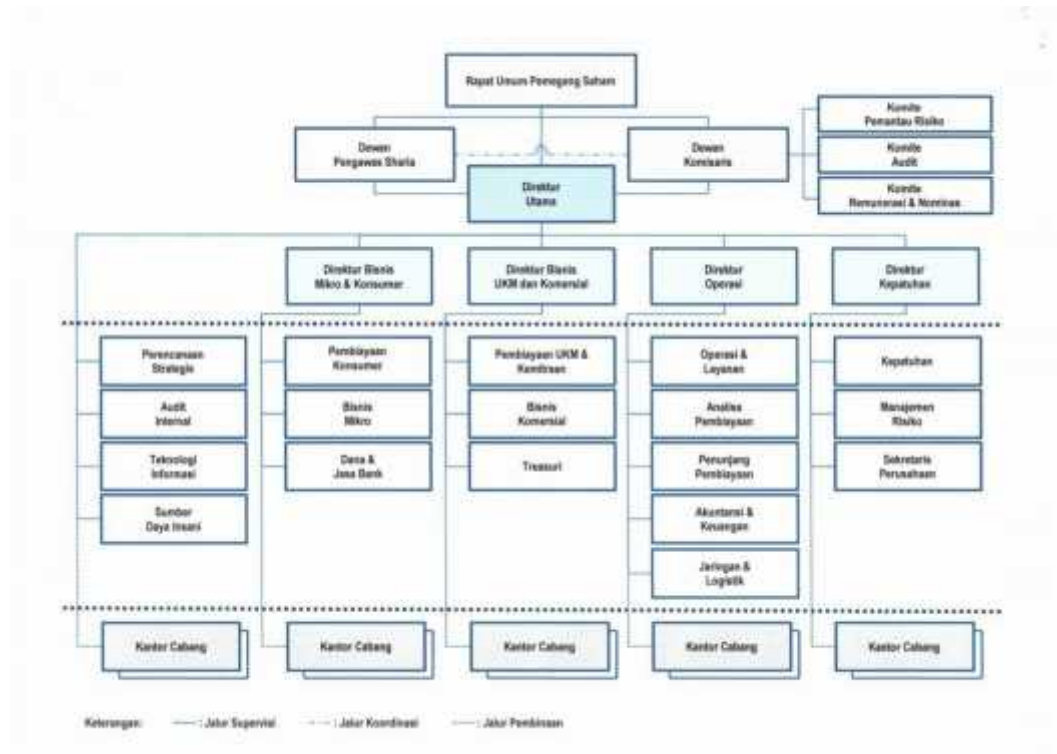 Rapat Umum Pemegang Saham
Komite
Pemantau Risiko
Dewan
Pengawas Sharia
Dewan
Komisaris
Komite
Audit
Direktur
Utama
Komite
Remunerasi & Nominas
Direktur Bisnis
Mikro & Konsumer
Direktur Bisnis
UKM dan Komersial
Direktur
Operasi
Direktur
Kepatuhan
Perencanaan
Strategis
Pembiayaan
Konsumer
Pembiayaan UKM &
Kemitraan
Operasi &
Layanan
Kepatuhan
Audit
Internal
Bisnis
Mikro
Bisnis
Komersial
Analisa
Pembiayaan
Manajemen
Risiko
Teknologi
Informasi
Dana &
Jasa Bank
Treasuri
Penunjang
Pembiayaan
Sekretaris
Perusahaan
Sumber
Daya Insani
Akuntansi &
Keuangan
Jaringan &
Logistik
Kantor Cabang
Kantor Cabang
Kantor Cabang
Kantor Cabang
Kantor Cabang
Keterangan: : Jalur Supervisi : Jalur Koordinasi : Jalur Pembinaan